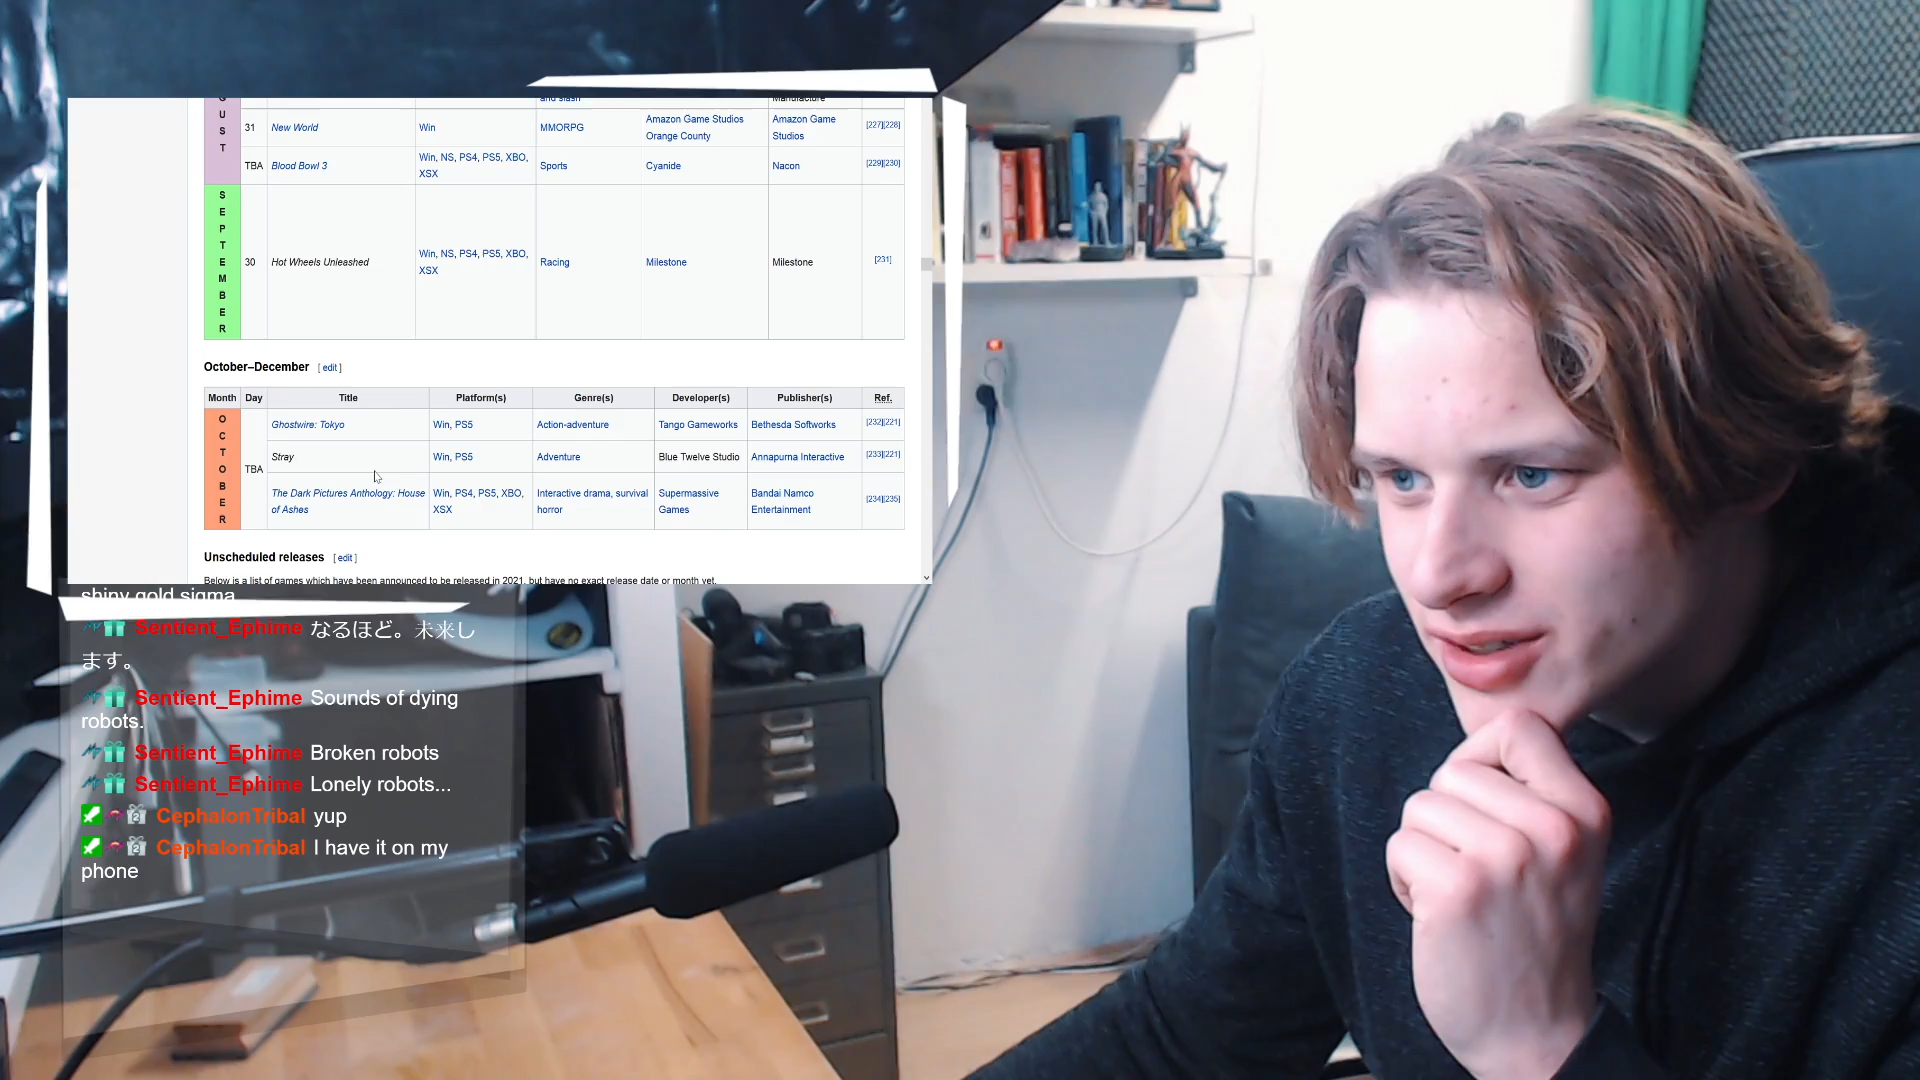 and slash Manufacture
G
U
S
T
31 New World Win MMORPG Amazon Game Studios Orange County Amazon Game Studios [227][228]
TBA Blood Bowl 3 Win, NS, PS4, PS5, XBO, XSX Sports Cyanide Nacon [229][230]
S
E
P
T
E
M
B
E
R
30 Hot Wheels Unleashed Win, NS, PS4, PS5, XBO, XSX Racing Milestone Milestone [231]
October–December [ edit ]
Month Day Title Platform(s) Genre(s) Developer(s) Publisher(s) Ref.
O
C
T
O
B
E
R
TBA
Ghostwire: Tokyo Win, PS5 Action-adventure Tango Gameworks Bethesda Softworks [232][221]
Stray Win, PS5 Adventure Blue Twelve Studio Annapurna Interactive [233][221]
The Dark Pictures Anthology: House of Ashes Win, PS4, PS5, XBO, XSX Interactive drama, survival horror Supermassive Games Bandai Namco Entertainment [234][235]
Unscheduled releases [ edit ]
Below is a list of games which have been announced to be released in 2021, but have no exact release date or month yet.
shiny gold sigma
Sentient_Ephime なるほど。未来し
ます。
Sentient_Ephime Sounds of dying
robots.
Sentient_Ephime Broken robots
Sentient_Ephime Lonely robots...
2 CephalonTribal yup
2 CephalonTribal I have it on my
phone